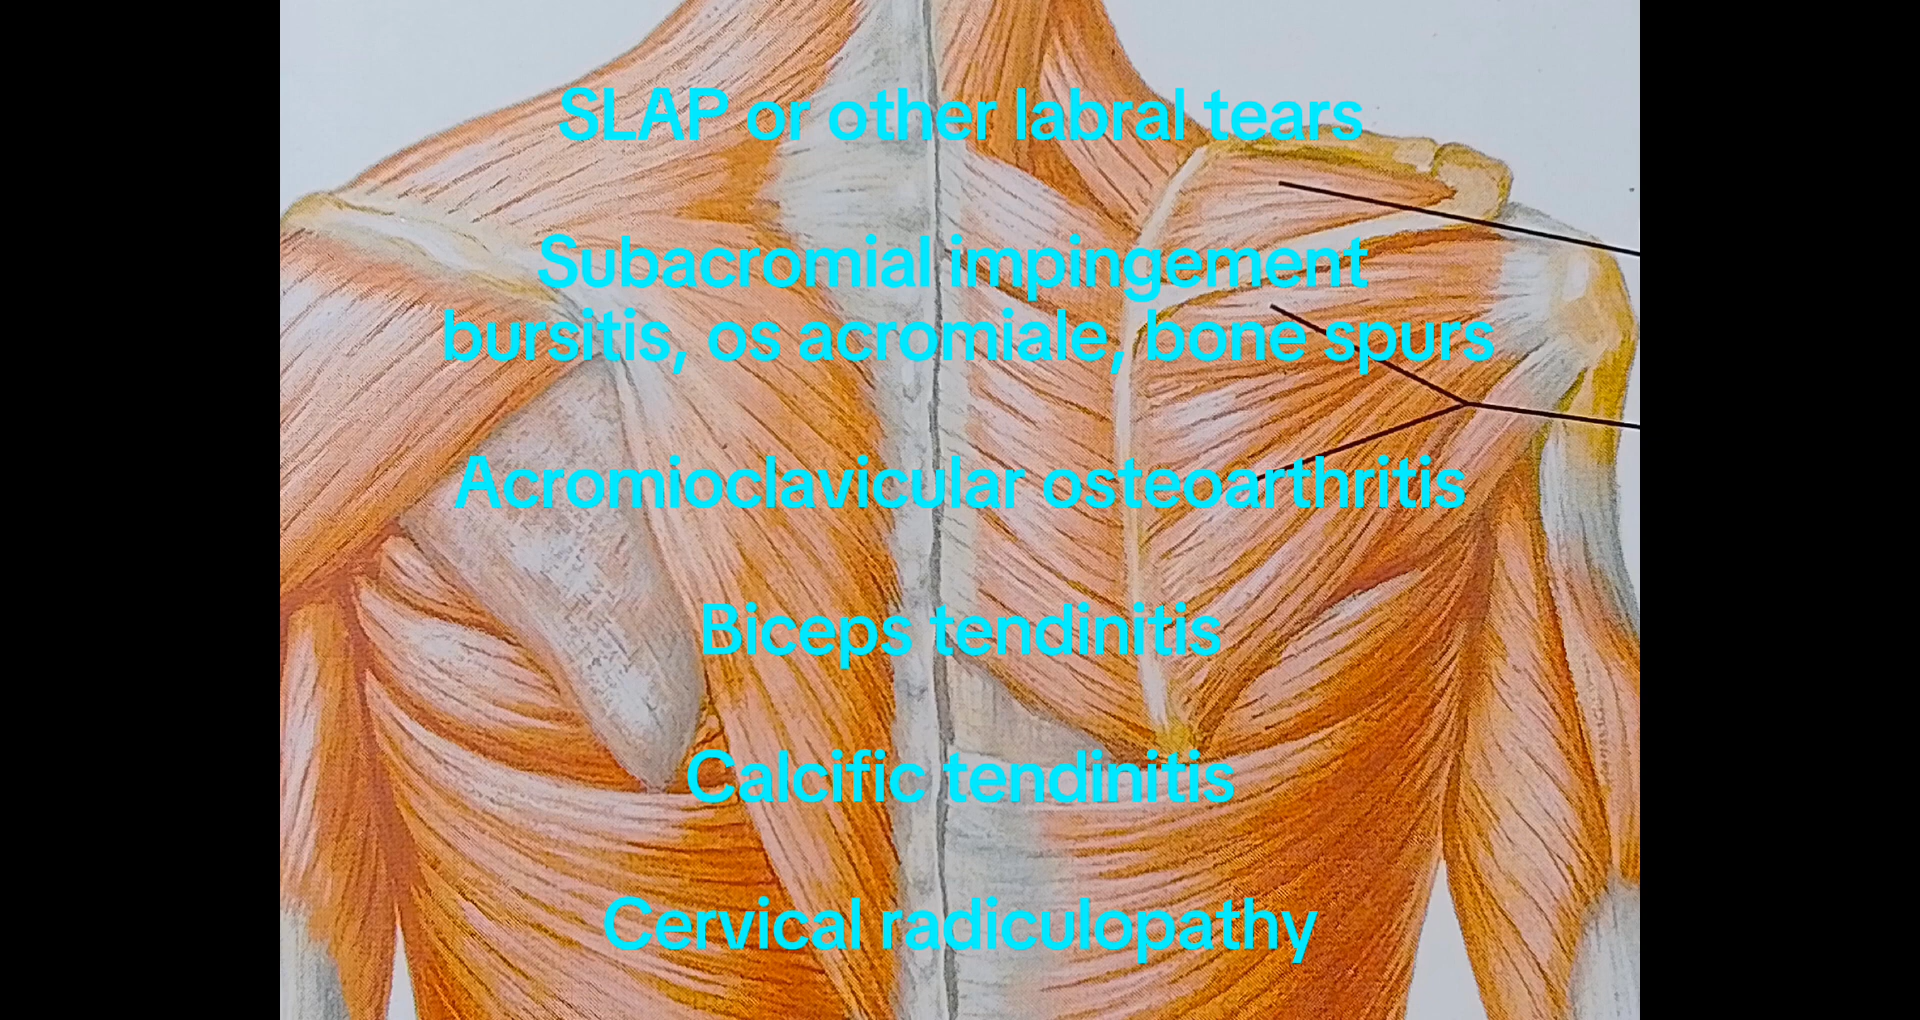 SLAP or other labral tears
Subacromial impingement
bursitis, os acromiale, bone spurs
Acromioclavicular osteoarthritis
Biceps tendinitis
Calcific tendinitis
Cervical radiculopathy